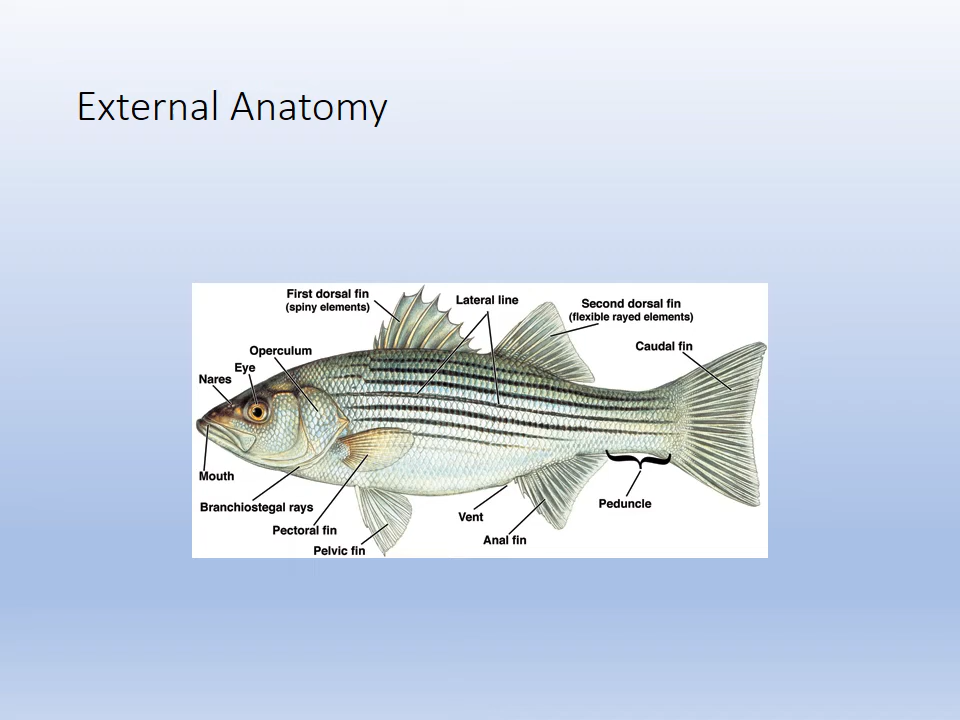 External Anatomy
First dorsal fin
(spiny elements)
Lateral line
Second dorsal fin
(flexible rayed elements)
Caudal fin
Operculum
Eye
Nares
Mouth
Branchiostegal rays
Pectoral fin
Pelvic fin
Vent
Anal fin
Peduncle